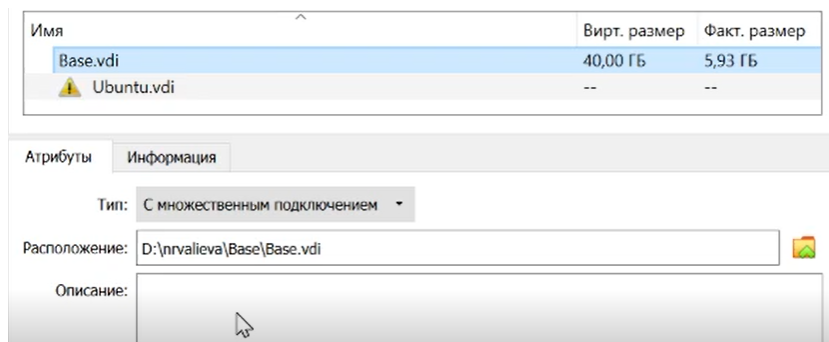 Имя Вирт. размер Факт. размер
Base.vdi 40,00 ГБ 5,93 ГБ
Ubuntu.vdi -- --
Атрибуты Информация
Тип: С множественным подключением
Расположение: D:\nrvalieva\Base\Base.vdi
Описание: